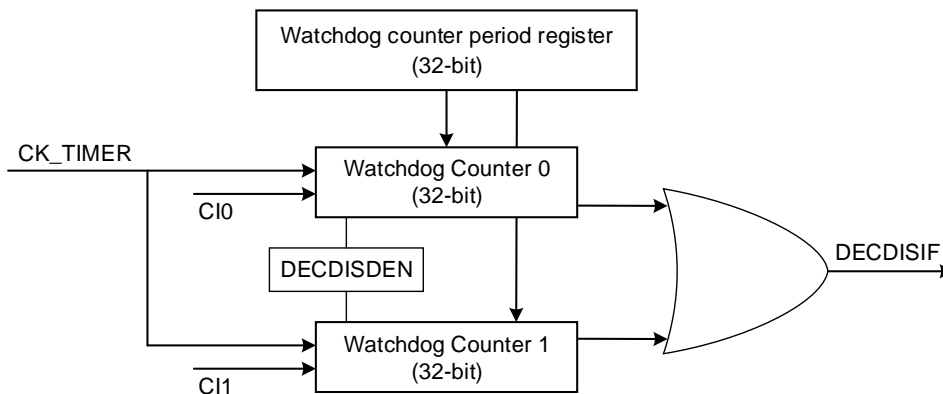 Watchdog counter period register
(32-bit)
CK_TIMER
Watchdog Counter 0
(32-bit)
CI0
DECDISDEN
DECDISIF
Watchdog Counter 1
(32-bit)
CI1